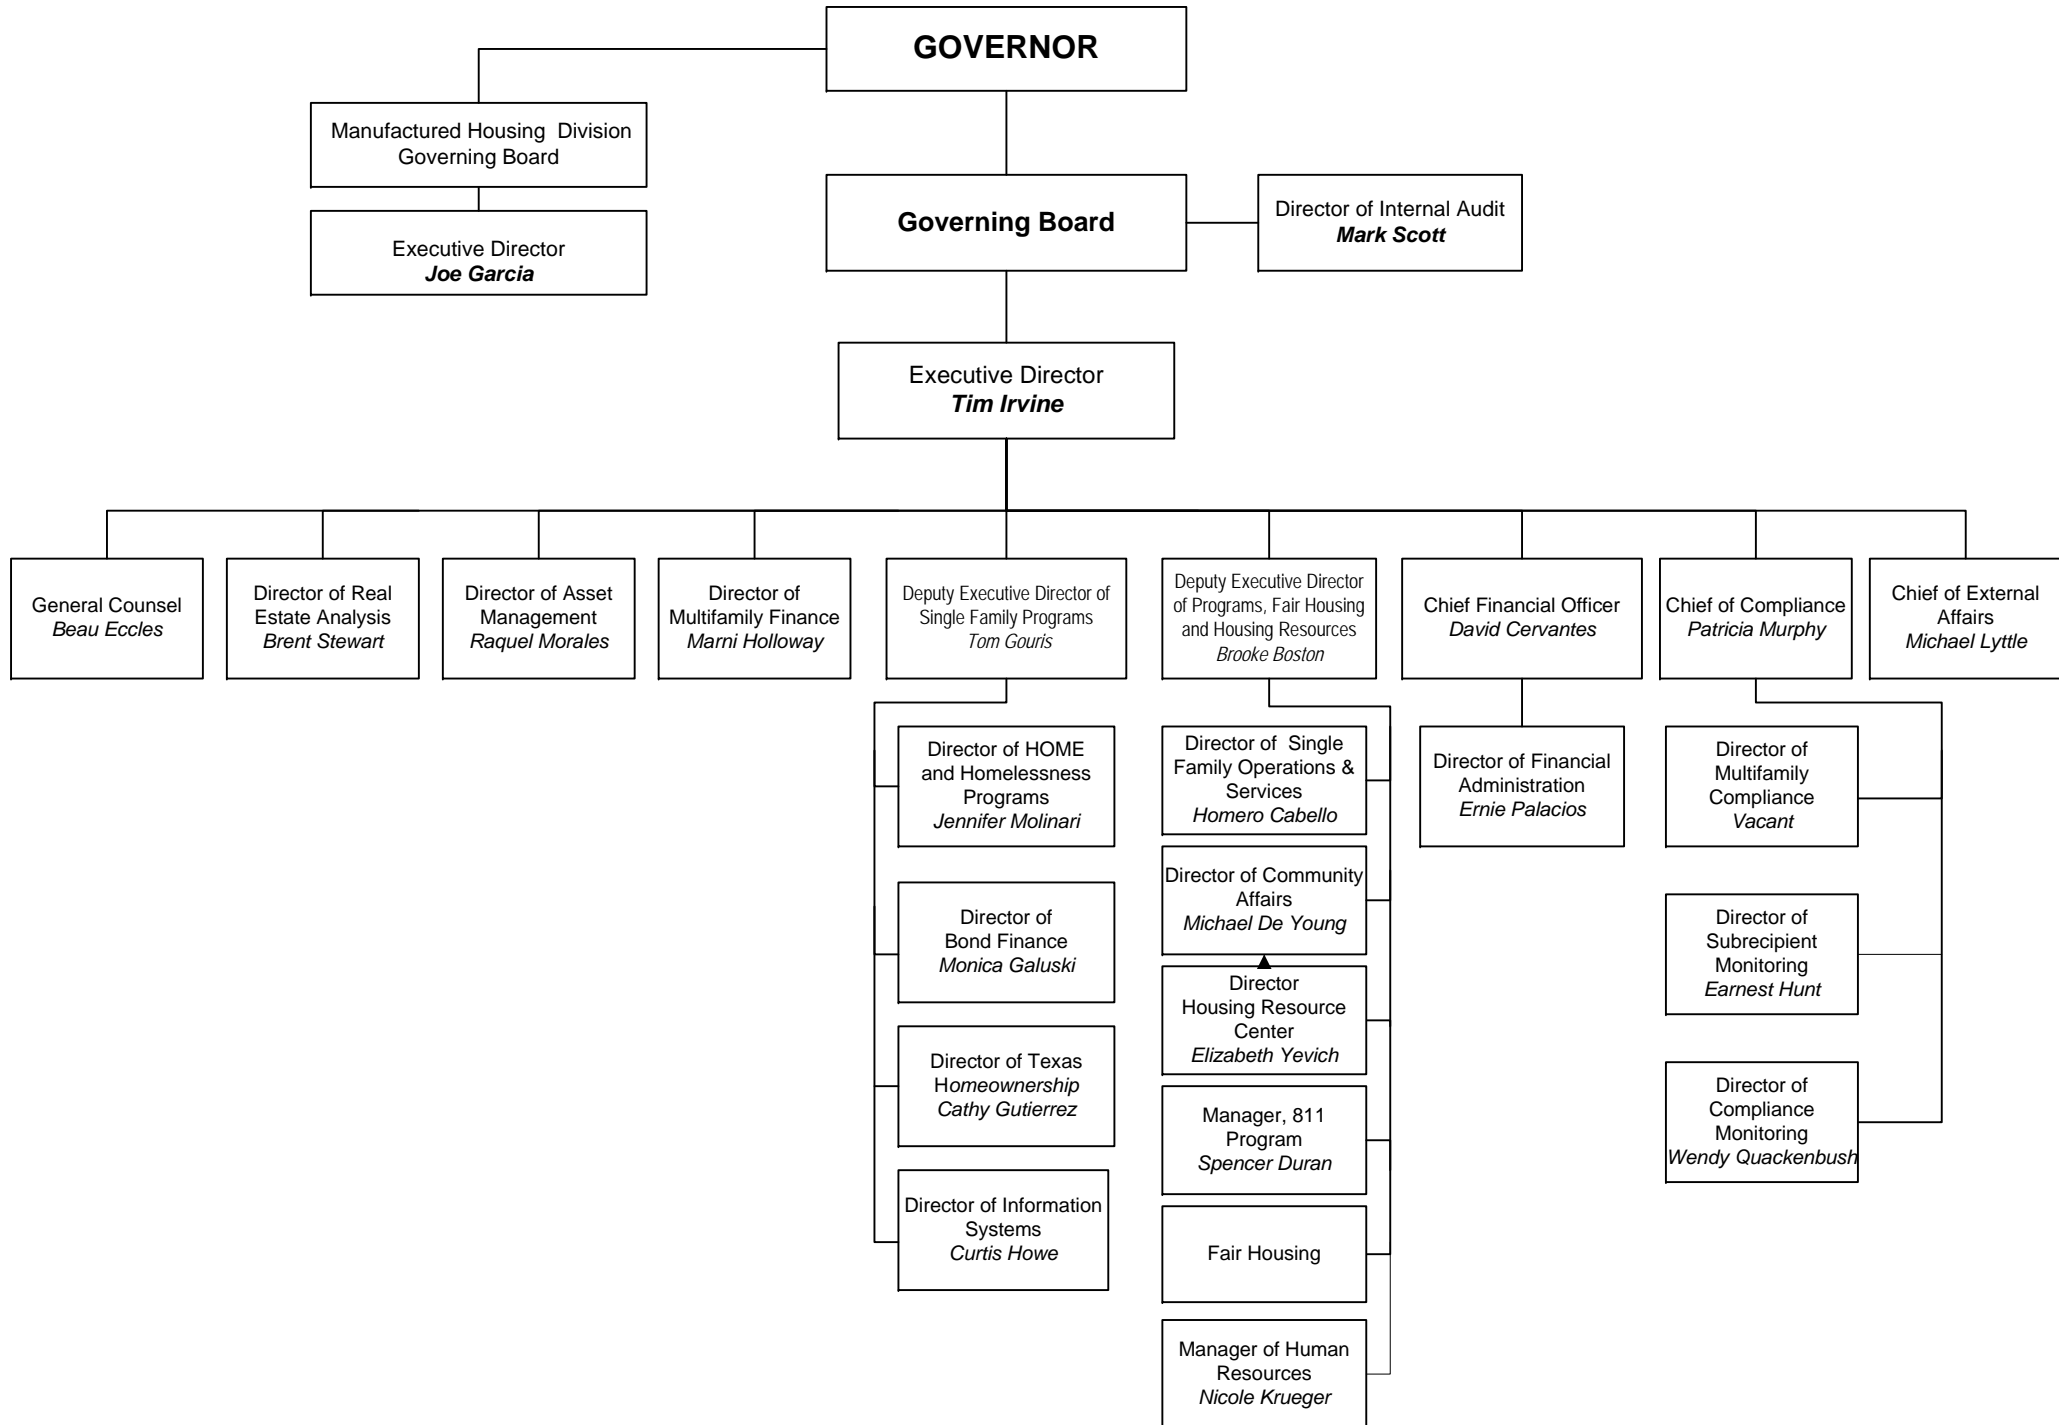 GOVERNOR
Manufactured Housing Division
Governing Board
Executive Director
Joe Garcia
Governing Board
Director of Internal Audit
Mark Scott
Executive Director
Tim Irvine
General Counsel
Beau Eccles
Director of Real
Estate Analysis
Brent Stewart
Director of Asset
Management
Raquel Morales
Director of
Multifamily Finance
Marni Holloway
Deputy Executive Director of
Single Family Programs
Tom Gouris
Deputy Executive Director
of Programs, Fair Housing
and Housing Resources
Brooke Boston
Chief Financial Officer
David Cervantes
Chief of Compliance
Patricia Murphy
Chief of External
Affairs
Michael Lyttle
Director of HOME
and Homelessness
Programs
Jennifer Molinari
Director of
Bond Finance
Monica Galuski
Director of Texas
Homeownership
Cathy Gutierrez
Director of Information
Systems
Curtis Howe
Director of Single
Family Operations &
Services
Homero Cabello
Director of Community
Affairs
Michael De Young
Director
Housing Resource
Center
Elizabeth Yevich
Manager, 811
Program
Spencer Duran
Fair Housing
Manager of Human
Resources
Nicole Krueger
Director of Financial
Administration
Ernie Palacios
Director of
Multifamily
Compliance
Vacant
Director of
Subrecipient
Monitoring
Earnest Hunt
Director of
Compliance
Monitoring
Wendy Quackenbush